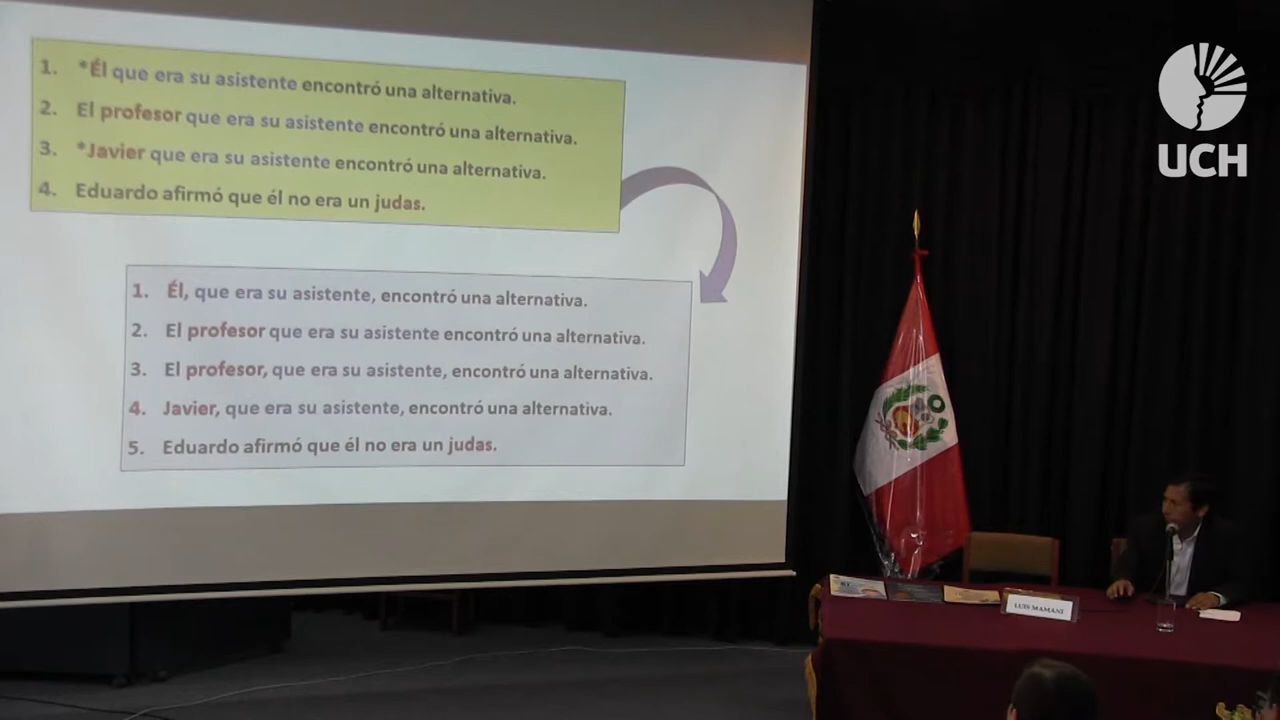 1. *Él que era su asistente encontró una alternativa.
2. El profesor que era su asistente encontró una alternativa.
3. *Javier que era su asistente encontró una alternativa.
4. Eduardo afirmó que él no era un judas.
1. Él, que era su asistente, encontró una alternativa.
2. El profesor que era su asistente encontró una alternativa.
3. El profesor, que era su asistente, encontró una alternativa.
4. Javier, que era su asistente, encontró una alternativa.
5. Eduardo afirmó que él no era un judas.
UCH
LUIS MAMANI